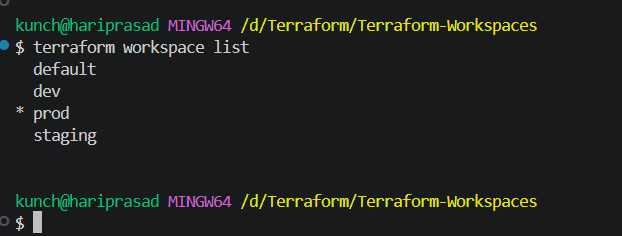 kunch@hariprasad MINGW64 /d/Terraform/Terraform-Workspaces
$ terraform workspace list
  default
  dev
* prod
  staging
kunch@hariprasad MINGW64 /d/Terraform/Terraform-Workspaces
$